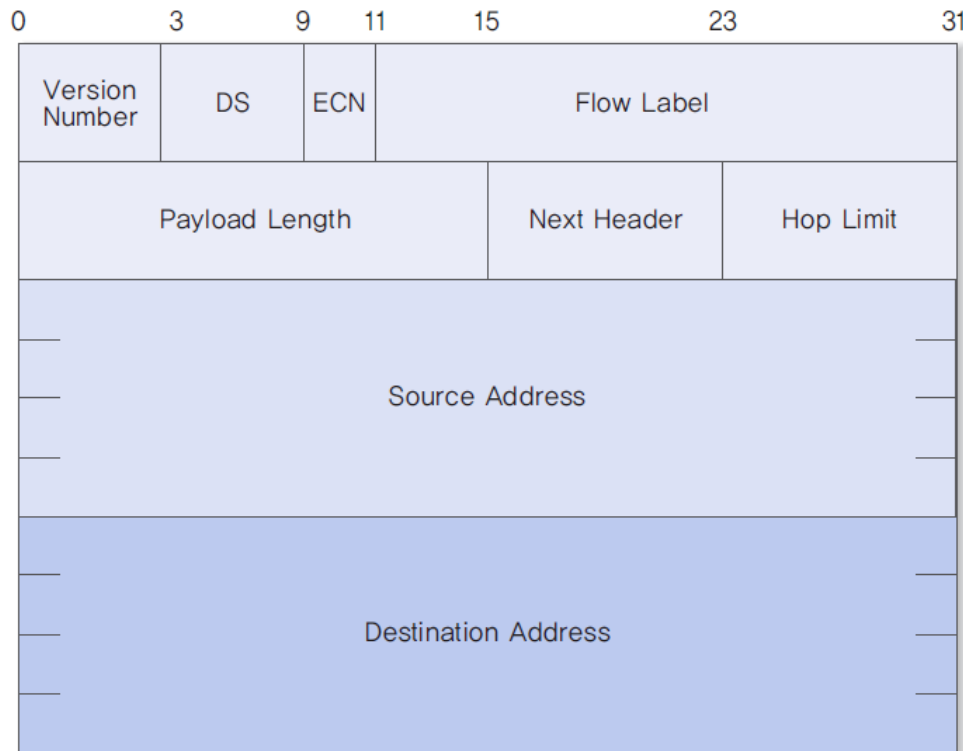 0 3 9 11 15 23 31
Version
Number
DS ECN Flow Label
Payload Length Next Header Hop Limit
Source Address
Destination Address